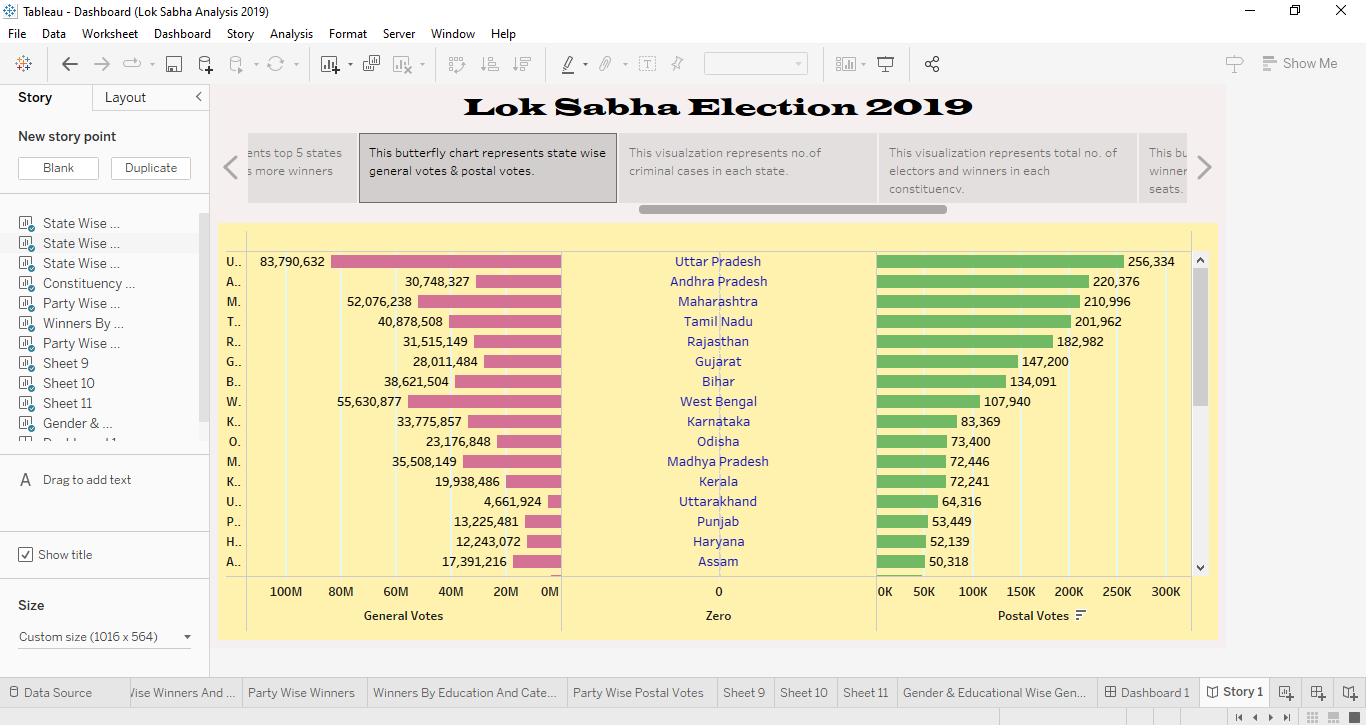 Tableau - Dashboard (Lok Sabha Analysis 2019)
File Data Worksheet Dashboard Story Analysis Format Server Window Help
Show Me
Story Layout
New story point
Blank Duplicate
State Wise ...
State Wise ...
State Wise ...
Constituency ...
Party Wise ...
Winners By ...
Party Wise ...
Sheet 9
Sheet 10
Sheet 11
Gender & ...
A Drag to add text
Show title
Size
Custom size (1016 x 564)
Lok Sabha Election 2019
top 5 states
more winners
This butterfly chart represents state wise
general votes & postal votes.
This visualzation represents no.of
criminal cases in each state.
This visualization represents total no. of
electors and winners in each
constituency.
This
winner
seats.
U.. 83,790,632 Uttar Pradesh 256,334
A.. 30,748,327 Andhra Pradesh 220,376
M. 52,076,238 Maharashtra 210,996
T.. 40,878,508 Tamil Nadu 201,962
R.. 31,515,149 Rajasthan 182,982
G.. 28,011,484 Gujarat 147,200
B.. 38,621,504 Bihar 134,091
W. 55,630,877 West Bengal 107,940
K.. 33,775,857 Karnataka 83,369
O. 23,176,848 Odisha 73,400
M. 35,508,149 Madhya Pradesh 72,446
K.. 19,938,486 Kerala 72,241
U.. 4,661,924 Uttarakhand 64,316
P.. 13,225,481 Punjab 53,449
H.. 12,243,072 Haryana 52,139
A.. 17,391,216 Assam 50,318
100M 80M 60M 40M 20M 0M 0 0K 50K 100K 150K 200K 250K 300K
General Votes Zero Postal Votes
Data Source Wise Winners And ... Party Wise Winners Winners By Education And Cate... Party Wise Postal Votes Sheet 9 Sheet 10 Sheet 11 Gender & Educational Wise Gen... Dashboard 1 Story 1